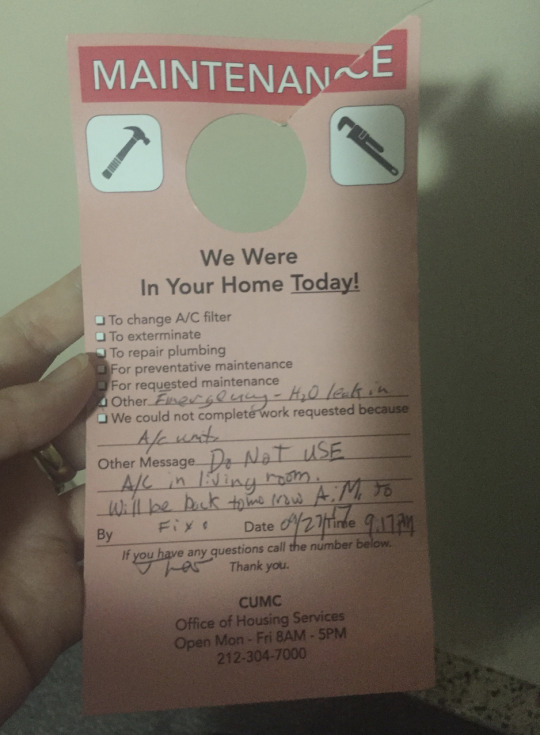 MAINTENANCE
We Were
In Your Home Today!
To change A/C filter
To exterminate
To repair plumbing
For preventative maintenance
For requested maintenance
Other Emergency - H2O leak in
We could not complete work requested because
A/C unit
Other Message Do NoT USE
A/C in living room.
Will be back tomorrow A.M. to
By Fix. Date 09/27/17 Time 9:17 PM
If you have any questions call the number below.
Thank you.
CUMC
Office of Housing Services
Open Mon - Fri 8AM - 5PM
212-304-7000